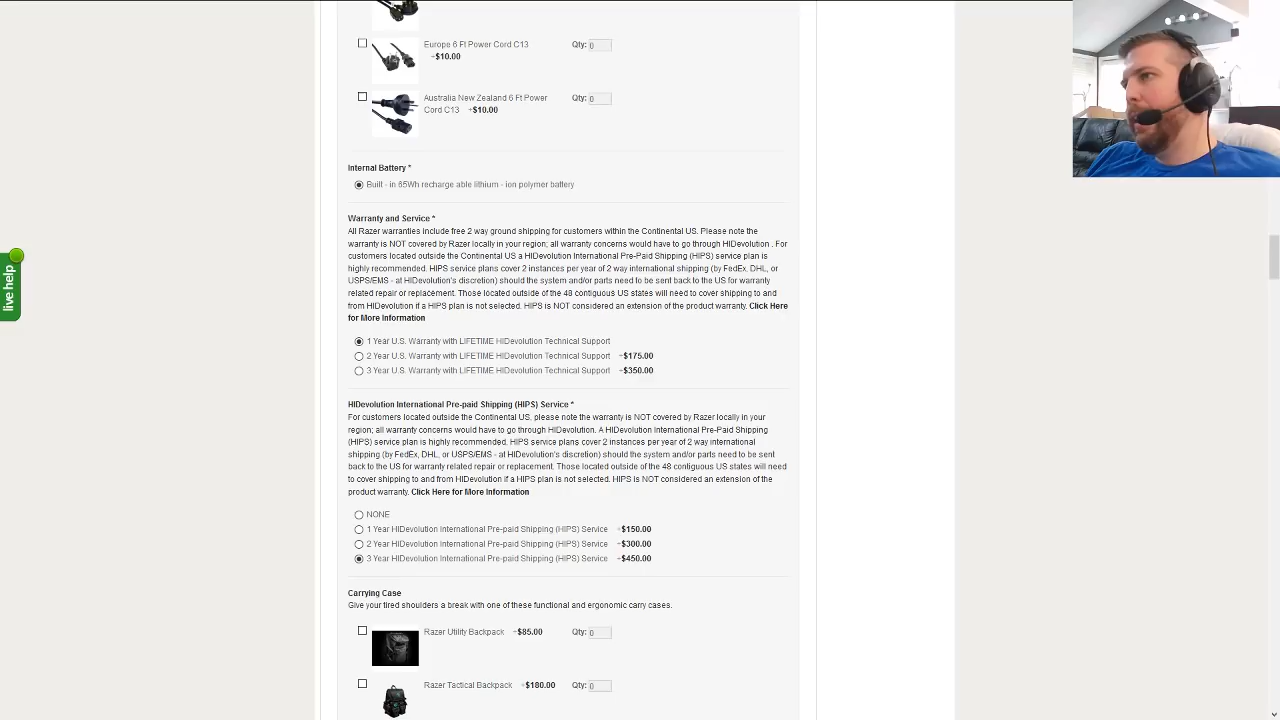 Europe 6 Ft Power Cord C13
+$10.00
Qty: 0
Australia New Zealand 6 Ft Power
Cord C13 +$10.00
Qty: 0
Internal Battery *
Built - in 65Wh recharge able lithium - ion polymer battery
Warranty and Service *
All Razer warranties include free 2 way ground shipping for customers within the Continental US. Please note the
warranty is NOT covered by Razer locally in your region; all warranty concerns would have to go through HIDevolution . For
customers located outside the Continental US a HIDevolution International Pre-Paid Shipping (HIPS) service plan is
highly recommended. HIPS service plans cover 2 instances per year of 2 way international shipping (by FedEx, DHL, or
USPS/EMS - at HIDevolution's discretion) should the system and/or parts need to be sent back to the US for warranty
related repair or replacement. Those located outside of the 48 contiguous US states will need to cover shipping to and
from HIDevolution if a HIPS plan is not selected. HIPS is NOT considered an extension of the product warranty. Click Here
for More Information
live help
1 Year U.S. Warranty with LIFETIME HIDevolution Technical Support
2 Year U.S. Warranty with LIFETIME HIDevolution Technical Support +$175.00
3 Year U.S. Warranty with LIFETIME HIDevolution Technical Support +$350.00
HIDevolution International Pre-paid Shipping (HIPS) Service *
For customers located outside the Continental US, please note the warranty is NOT covered by Razer locally in your
region; all warranty concerns would have to go through HIDevolution. A HIDevolution International Pre-Paid Shipping
(HIPS) service plan is highly recommended. HIPS service plans cover 2 instances per year of 2 way international
shipping (by FedEx, DHL, or USPS/EMS - at HIDevolution's discretion) should the system and/or parts need to be sent
back to the US for warranty related repair or replacement. Those located outside of the 48 contiguous US states will need
to cover shipping to and from HIDevolution if a HIPS plan is not selected. HIPS is NOT considered an extension of the
product warranty. Click Here for More Information
NONE
1 Year HIDevolution International Pre-paid Shipping (HIPS) Service +$150.00
2 Year HIDevolution International Pre-paid Shipping (HIPS) Service +$300.00
3 Year HIDevolution International Pre-paid Shipping (HIPS) Service +$450.00
Carrying Case
Give your tired shoulders a break with one of these functional and ergonomic carry cases.
Razer Utility Backpack +$85.00 Qty: 0
Razer Tactical Backpack +$180.00 Qty: 0